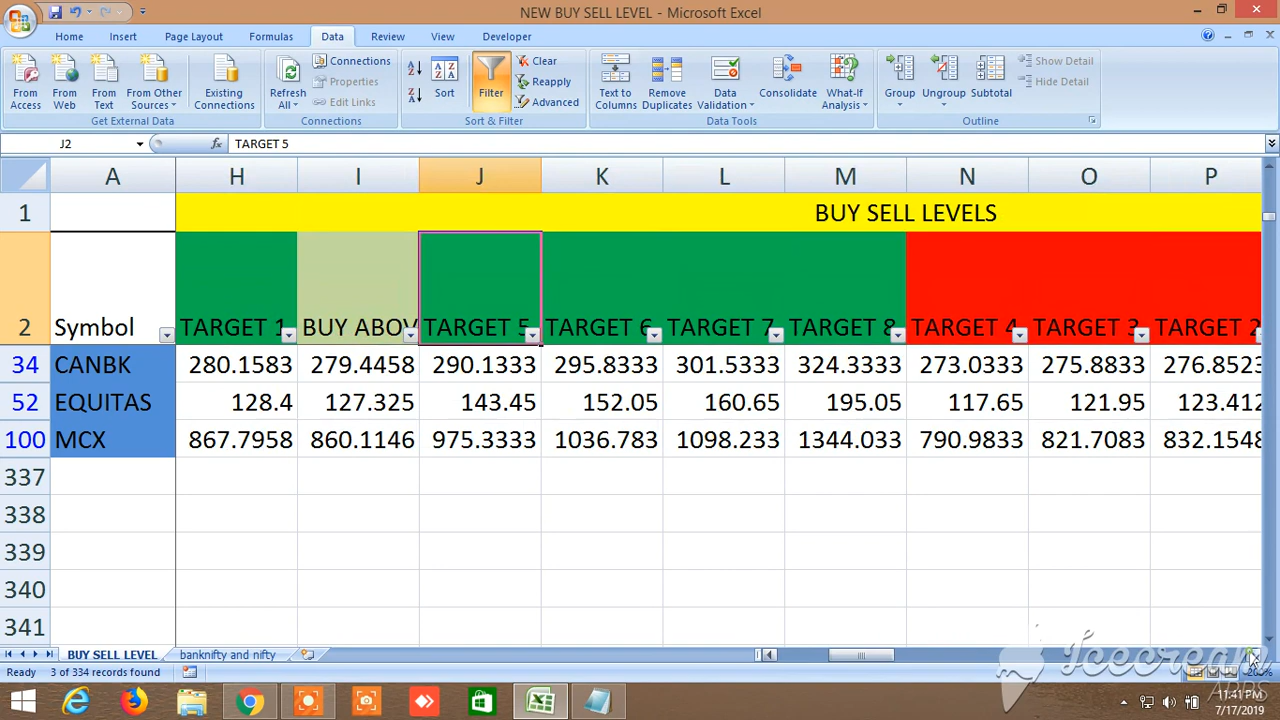 NEW BUY SELL LEVEL - Microsoft Excel
Home Insert Page Layout Formulas Data Review View Developer
From Access From Web From Text From Other Sources Existing Connections
Get External Data
Refresh All Connections Properties Edit Links
Connections
Sort Filter Clear Reapply Advanced
Sort & Filter
Text to Columns Remove Duplicates Data Validation Consolidate What-If Analysis
Data Tools
Group Ungroup Subtotal Show Detail Hide Detail
Outline
J2 fx TARGET 5
A H I J K L M N O P
1 BUY SELL LEVELS
2 Symbol TARGET 1 BUY ABOV TARGET 5 TARGET 6 TARGET 7 TARGET 8 TARGET 4 TARGET 3 TARGET 2
34 CANBK 280.1583 279.4458 290.1333 295.8333 301.5333 324.3333 273.0333 275.8833 276.8523
52 EQUITAS 128.4 127.325 143.45 152.05 160.65 195.05 117.65 121.95 123.412
100 MCX 867.7958 860.1146 975.3333 1036.783 1098.233 1344.033 790.9833 821.7083 832.1548
337
338
339
340
341
BUY SELL LEVEL banknifty and nifty
Ready 3 of 334 records found
Icecream
Apps
11:41 PM
7/17/2019